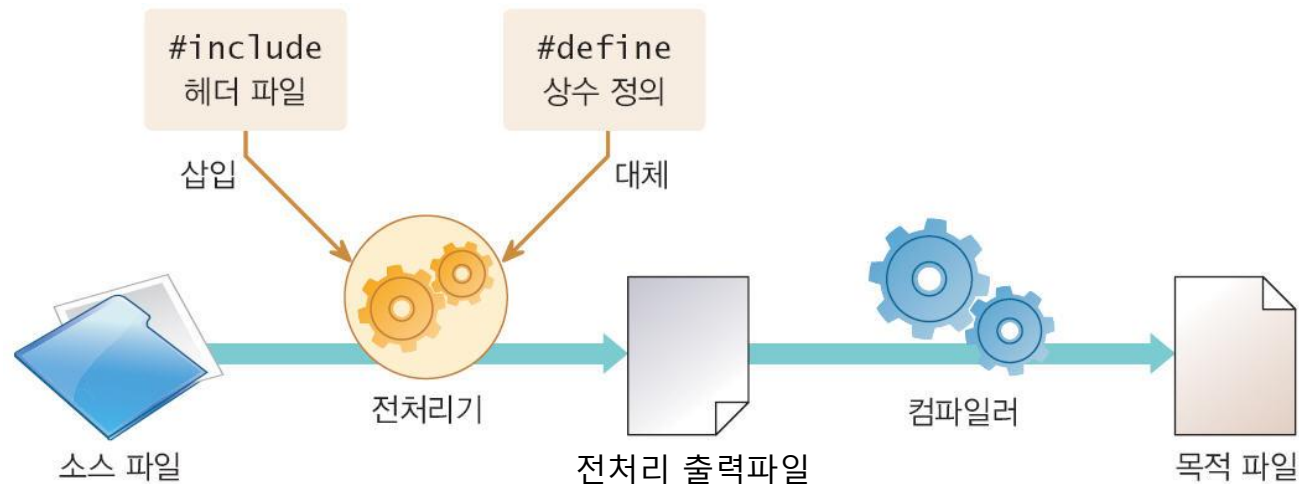 #include
헤더 파일
#define
상수 정의
삽입
대체
전처리기
컴파일러
소스 파일
전처리 출력파일
목적 파일